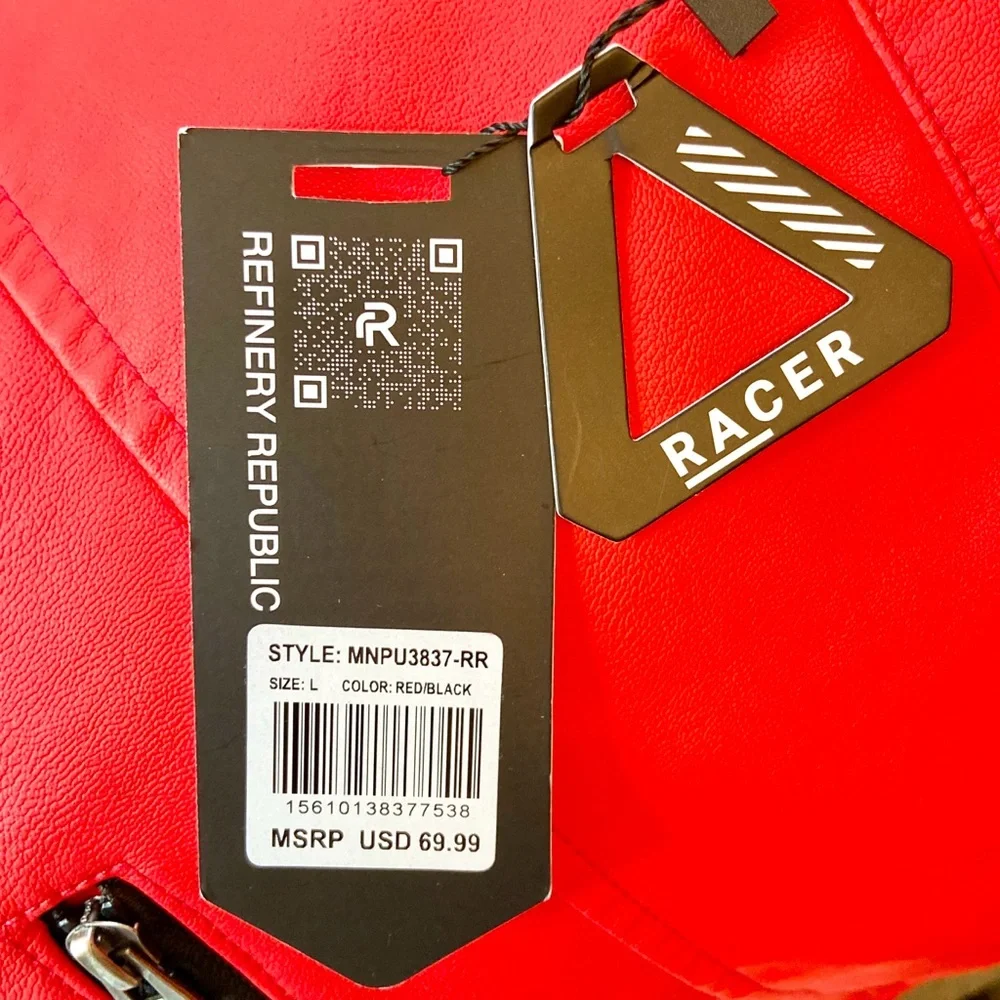 REFINERY REPUBLIC
R
STYLE: MNPU3837-RR
SIZE: L COLOR: RED/BLACK
15610138377538
MSRP USD 69.99
RACER